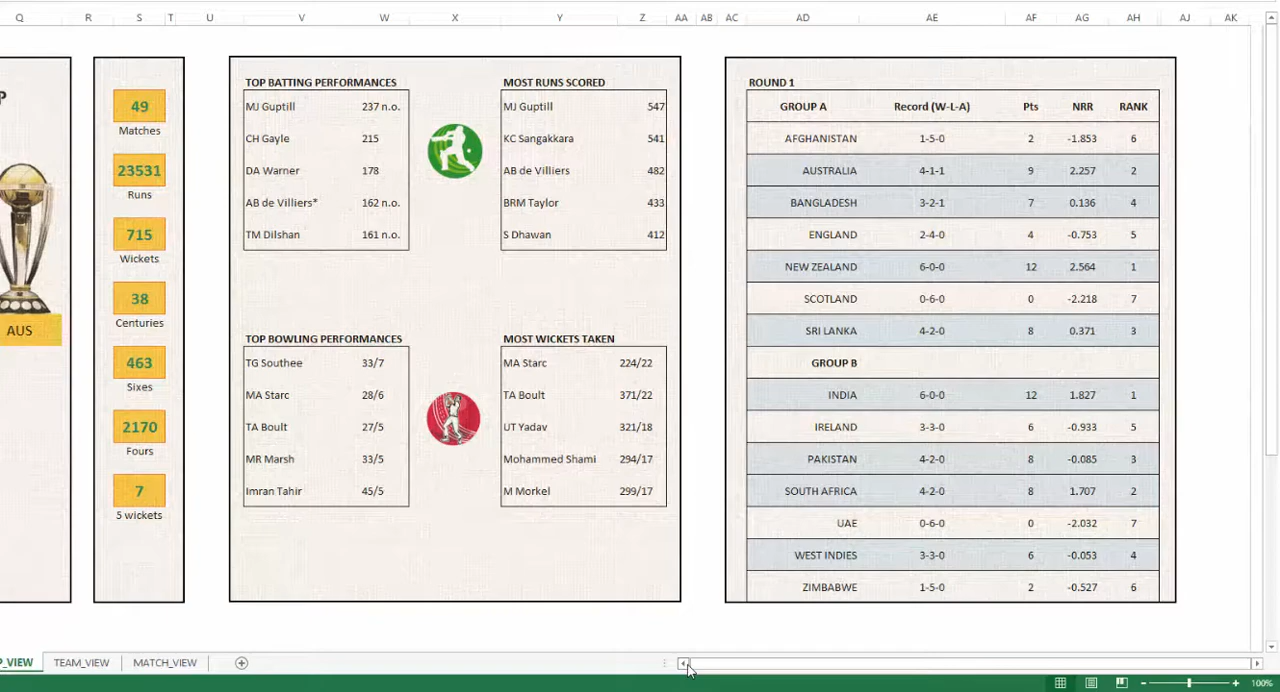 Q R S T U V W X Y Z AA AB AC AD AE AF AG AH AJ AK
P
AUS
49
Matches
23531
Runs
715
Wickets
38
Centuries
463
Sixes
2170
Fours
7
5 wickets
TOP BATTING PERFORMANCES
MJ Guptill 237 n.o.
CH Gayle 215
DA Warner 178
AB de Villiers* 162 n.o.
TM Dilshan 161 n.o.
MOST RUNS SCORED
MJ Guptill 547
KC Sangakkara 541
AB de Villiers 482
BRM Taylor 433
S Dhawan 412
TOP BOWLING PERFORMANCES
TG Southee 33/7
MA Starc 28/6
TA Boult 27/5
MR Marsh 33/5
Imran Tahir 45/5
MOST WICKETS TAKEN
MA Starc 224/22
TA Boult 371/22
UT Yadav 321/18
Mohammed Shami 294/17
M Morkel 299/17
ROUND 1
GROUP A Record (W-L-A) Pts NRR RANK
AFGHANISTAN 1-5-0 2 -1.853 6
AUSTRALIA 4-1-1 9 2.257 2
BANGLADESH 3-2-1 7 0.136 4
ENGLAND 2-4-0 4 -0.753 5
NEW ZEALAND 6-0-0 12 2.564 1
SCOTLAND 0-6-0 0 -2.218 7
SRI LANKA 4-2-0 8 0.371 3
GROUP B
INDIA 6-0-0 12 1.827 1
IRELAND 3-3-0 6 -0.933 5
PAKISTAN 4-2-0 8 -0.085 3
SOUTH AFRICA 4-2-0 8 1.707 2
UAE 0-6-0 0 -2.032 7
WEST INDIES 3-3-0 6 -0.053 4
ZIMBABWE 1-5-0 2 -0.527 6
P_VIEW TEAM_VIEW MATCH_VIEW
100%